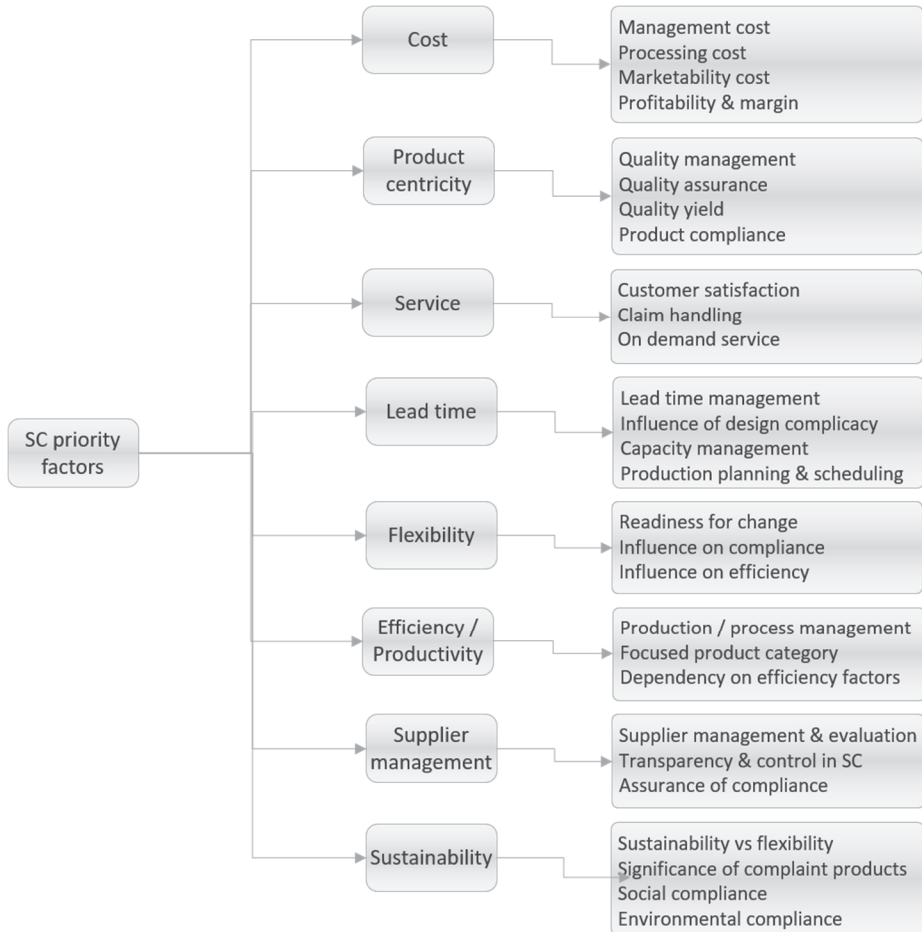 SC priority
factors
Cost
Management cost
Processing cost
Marketability cost
Profitability & margin
Product
centricity
Quality management
Quality assurance
Quality yield
Product compliance
Service
Customer satisfaction
Claim handling
On demand service
Lead time
Lead time management
Influence of design complicacy
Capacity management
Production planning & scheduling
Flexibility
Readiness for change
Influence on compliance
Influence on efficiency
Efficiency /
Productivity
Production / process management
Focused product category
Dependency on efficiency factors
Supplier
management
Supplier management & evaluation
Transparency & control in SC
Assurance of compliance
Sustainability
Sustainability vs flexibility
Significance of complaint products
Social compliance
Environmental compliance